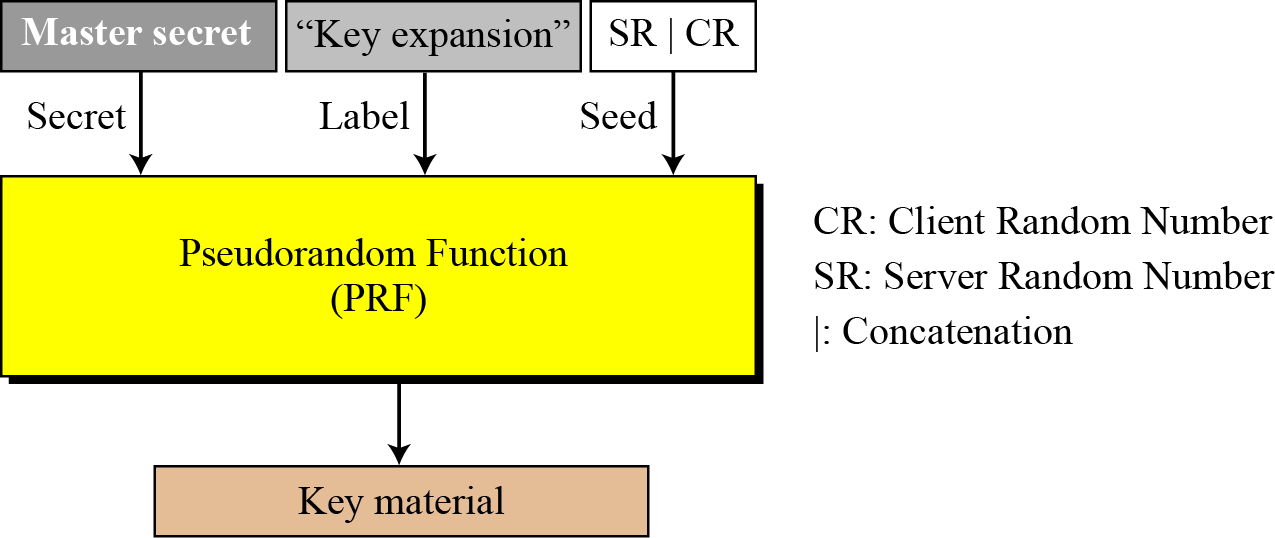 Master secret
“Key expansion”
SR | CR
Secret
Label
Seed
Pseudorandom Function
(PRF)
CR: Client Random Number
SR: Server Random Number
|: Concatenation
Key material